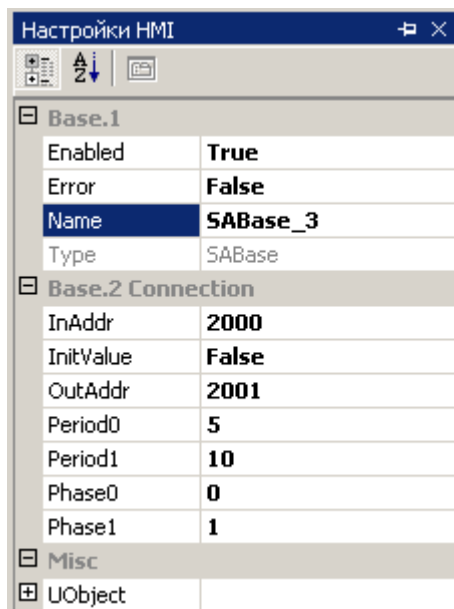 Настройки HMI
Base.1
Enabled True
Error False
Name SABase_3
Type SABase
Base.2 Connection
InAddr 2000
InitValue False
OutAddr 2001
Period0 5
Period1 10
Phase0 0
Phase1 1
Misc
UObject